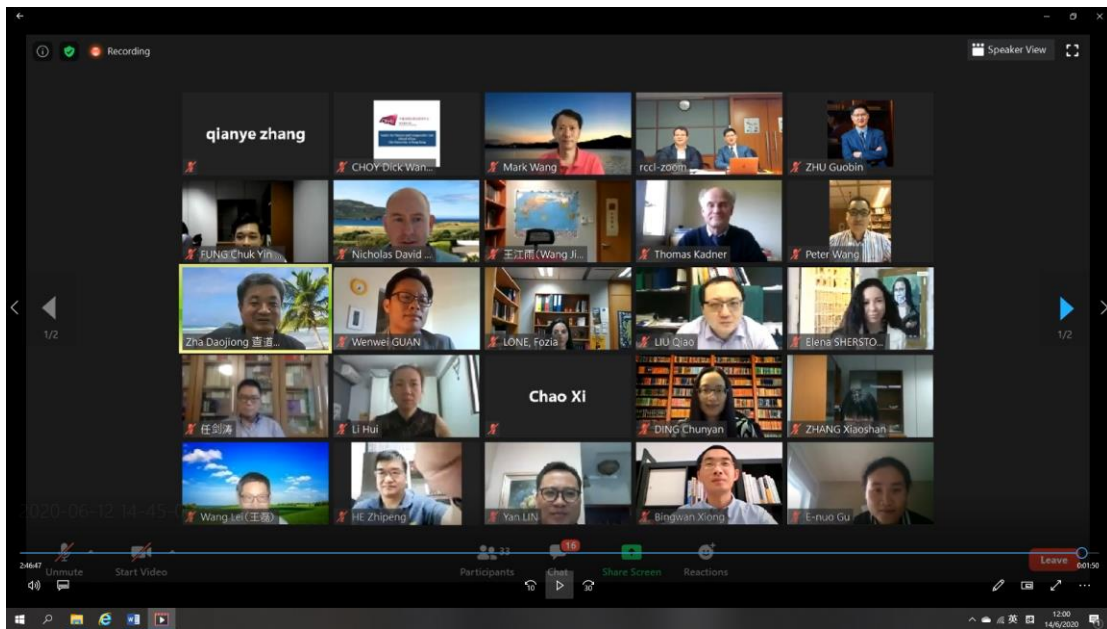 Recording
Speaker View
qianye zhang
CHOY Dick Wan...
Mark Wang
rccl-zoom
ZHU Guobin
FUNG Chuk Yin ...
Nicholas David ...
王江雨(Wang Ji...
Thomas Kadner
Peter Wang
Zha Daojiong 查道...
Wenwei GUAN
LONE, Fozia
LIU Qiao
Elena SHERSTO...
1/2
1/2
任剑涛
Li Hui
Chao Xi
DING Chunyan
ZHANG Xiaoshan
Wang Lei(王蕾)
HE Zhipeng
Yan LIN
Bingwan Xiong
E-nuo Gu
2020-06-12 14-45-
33
16
2:46:47
Unmute
Start Video
Participants
Chat
Share Screen
Reactions
Leave
0:01:50
10
30
英
12:00
14/6/2020